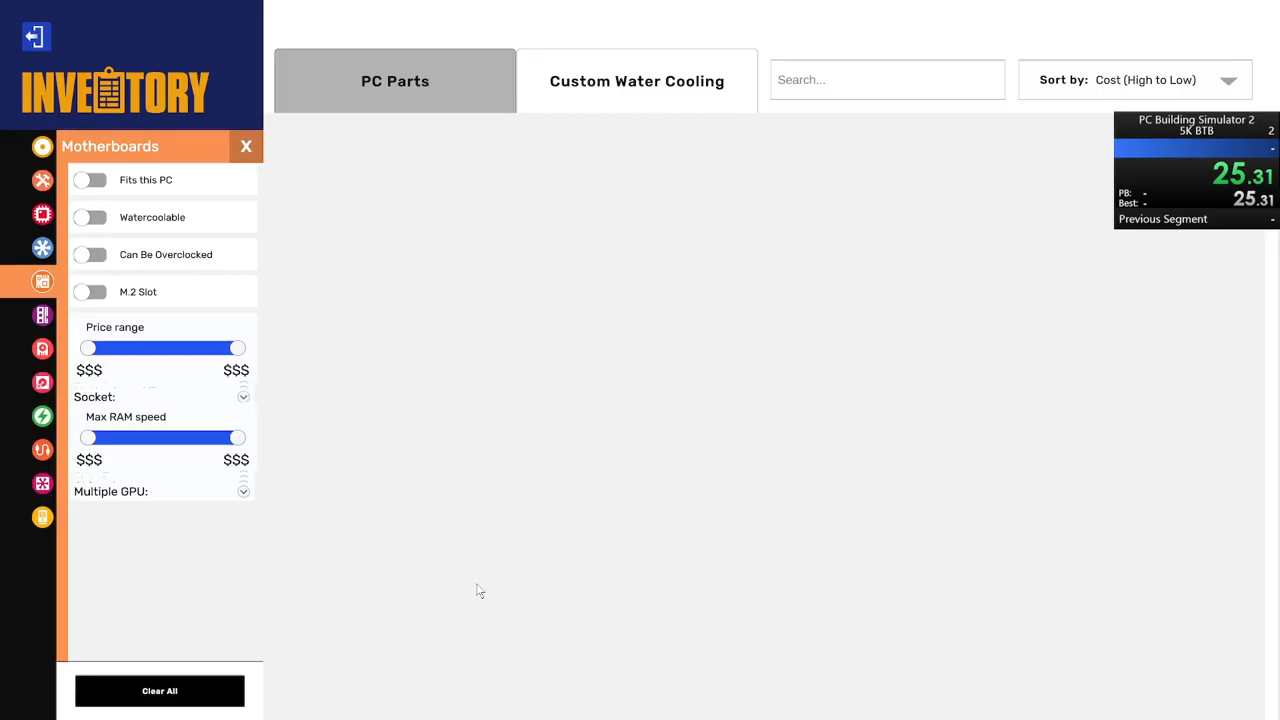 INVENTORY
PC Parts
Custom Water Cooling
Search...
Sort by: Cost (High to Low)
PC Building Simulator 2
5K BTB 2
-
25.31
PB: -
Best: - 25.31
Previous Segment -
Motherboards X
Fits this PC
Watercoolable
Can Be Overclocked
M.2 Slot
Price range
$$$ $$$
Socket:
Max RAM speed
$$$ $$$
Multiple GPU:
Clear All